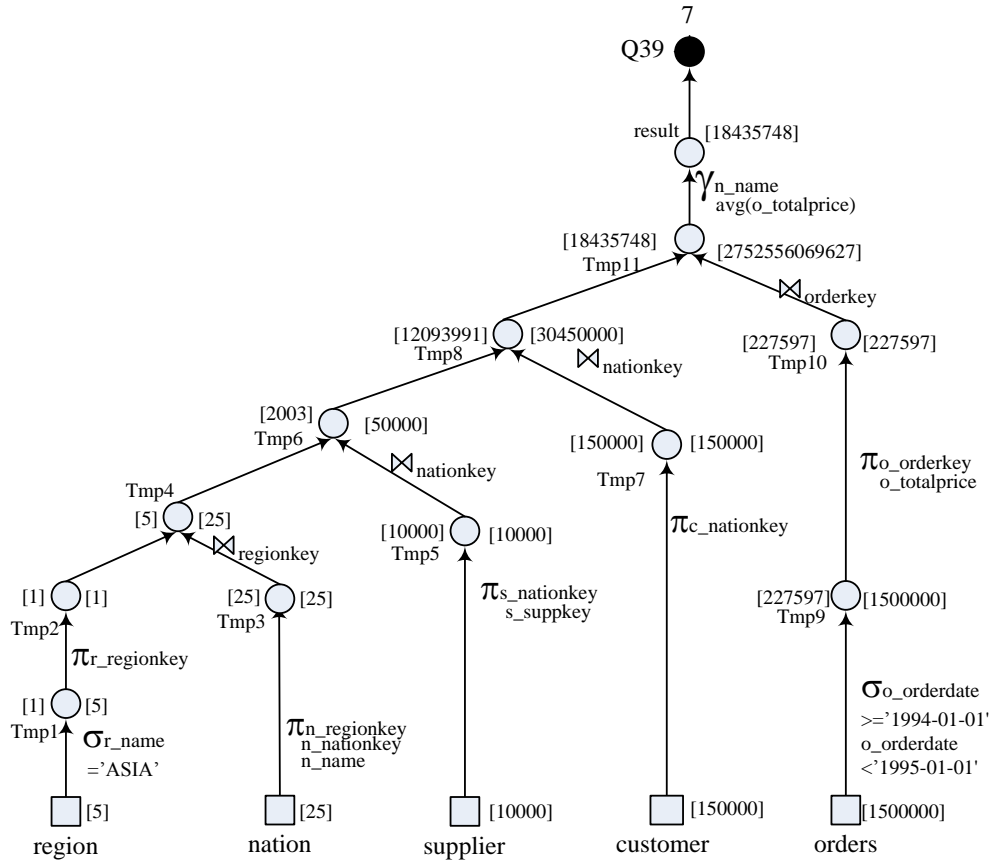 7
Q39
result [18435748]
γn_name
avg(o_totalprice)
[18435748] [2752556069627]
Tmp11
⋈orderkey
[12093991] [30450000] [227597] [227597]
Tmp8 Tmp10
⋈nationkey
[2003] [50000]
Tmp6 [150000] [150000]
Tmp7
⋈nationkey
πo_orderkey
o_totalprice
Tmp4
[5] [25] [10000] [10000]
Tmp5
πc_nationkey
⋈regionkey
[1] [1] [25] [25] [227597] [1500000]
Tmp2 Tmp3 Tmp9
πs_nationkey
s_suppkey
πr_regionkey
[1] [5]
Tmp1
σr_name
='ASIA'
πn_regionkey
n_nationkey
n_name
σo_orderdate
>='1994-01-01'
o_orderdate
<'1995-01-01'
[5] [25] [10000] [150000] [1500000]
region nation supplier customer orders